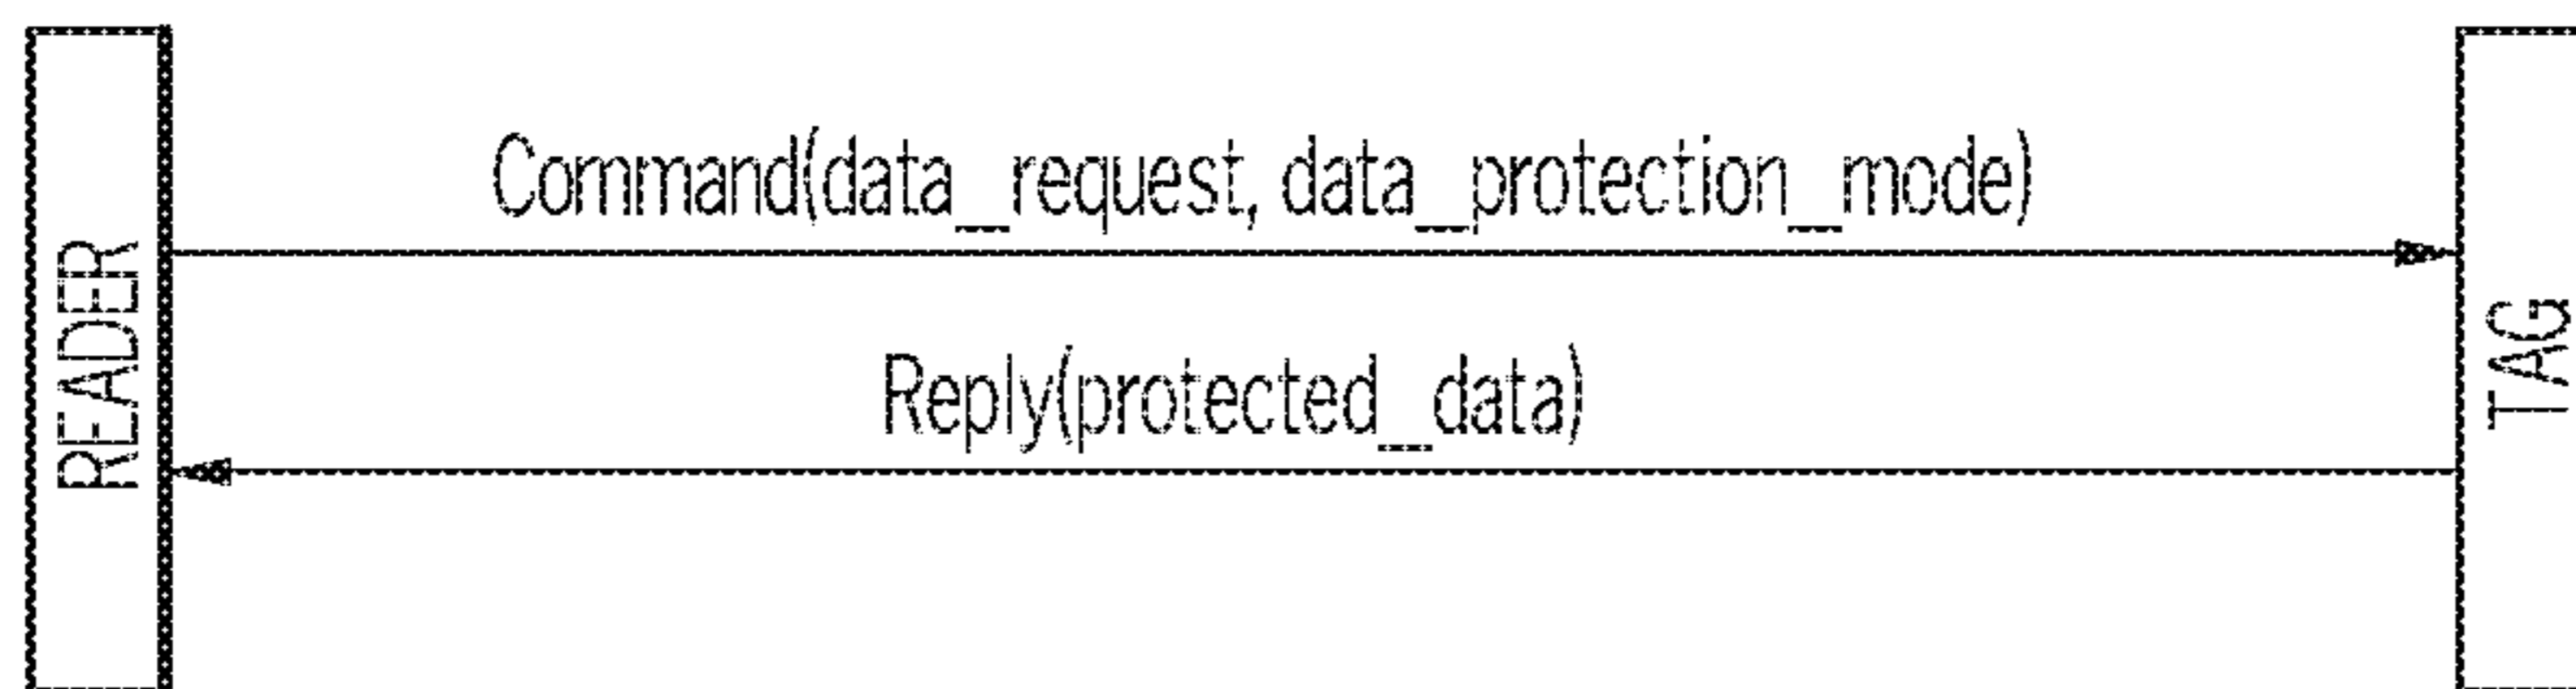 READER
Command(data_request, data_protection_mode)
Reply(protected_data)
TAG